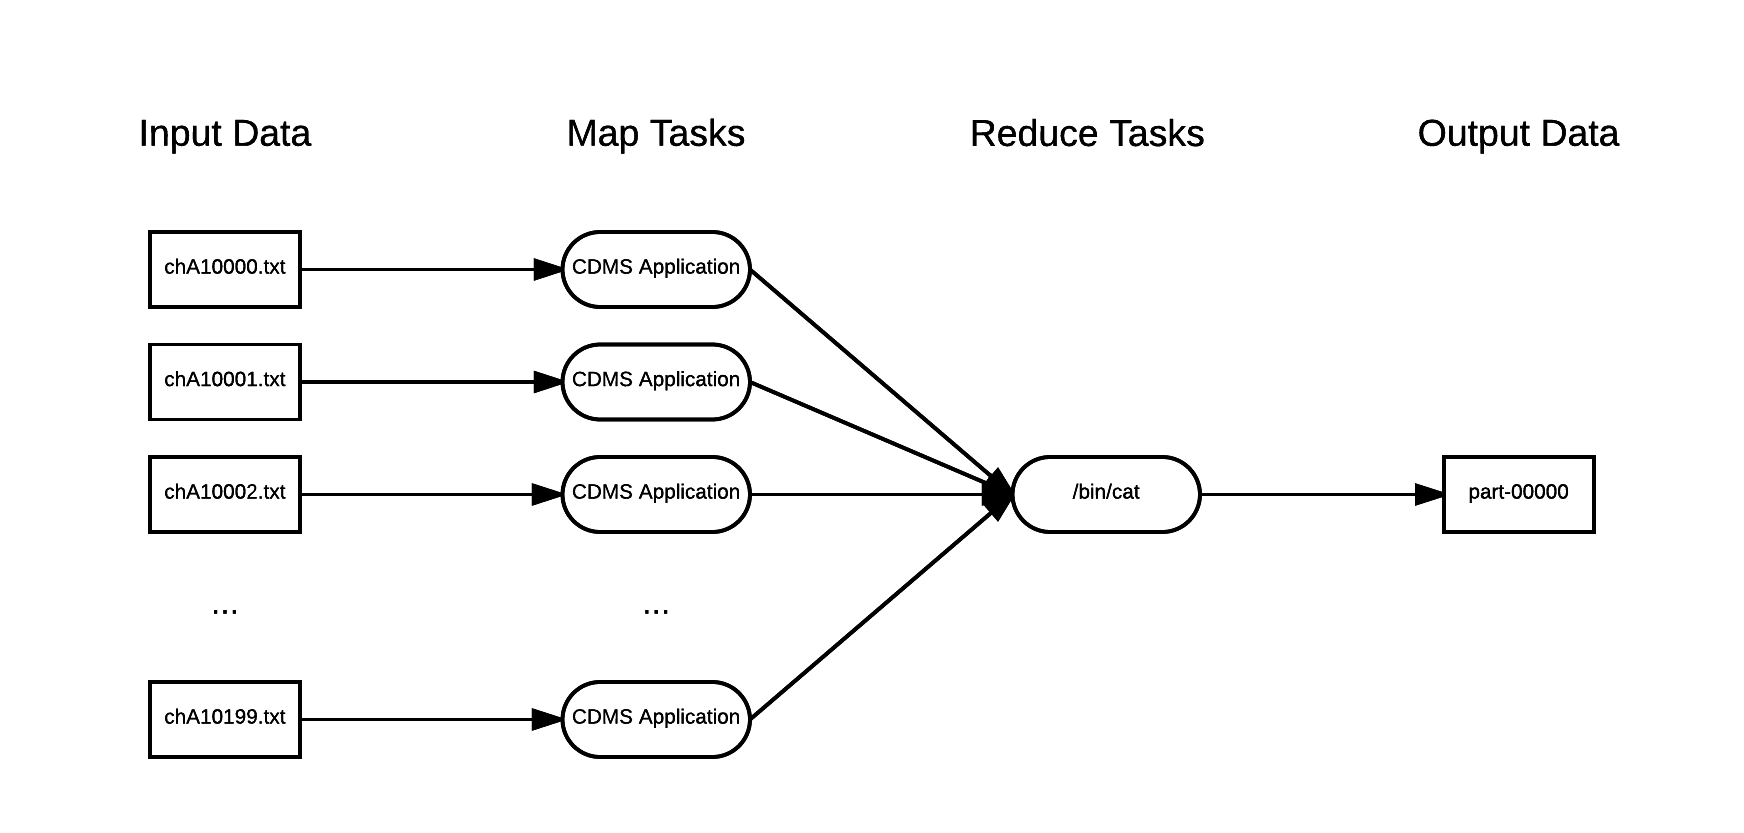 Input Data
Map Tasks
Reduce Tasks
Output Data
chA10000.txt
CDMS Application
chA10001.txt
CDMS Application
chA10002.txt
CDMS Application
/bin/cat
part-00000
...
...
chA10199.txt
CDMS Application